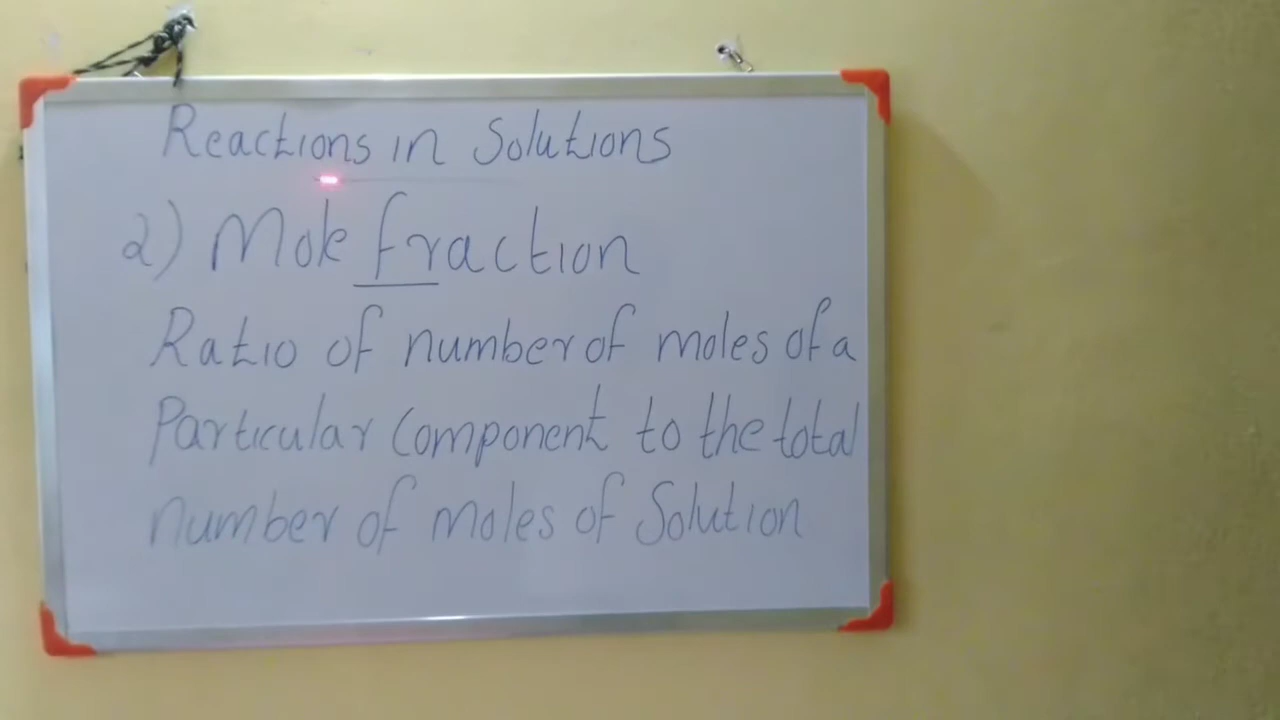 Reactions in Solutions
2) Mole fraction
Ratio of number of moles of a
Particular Component to the total
number of moles of Solution